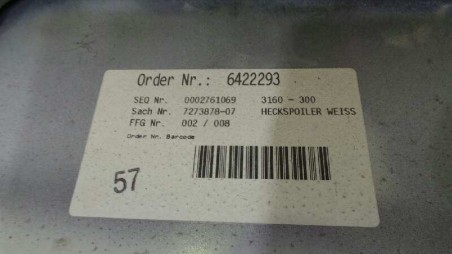 Order Nr.: 6422293
SEQ Nr. 0002761069 3160 - 300
Sach Nr. 7273878-07 HECKSPOILER WEISS
FFG Nr. 002 / 008
Order Nr. Barcode
57